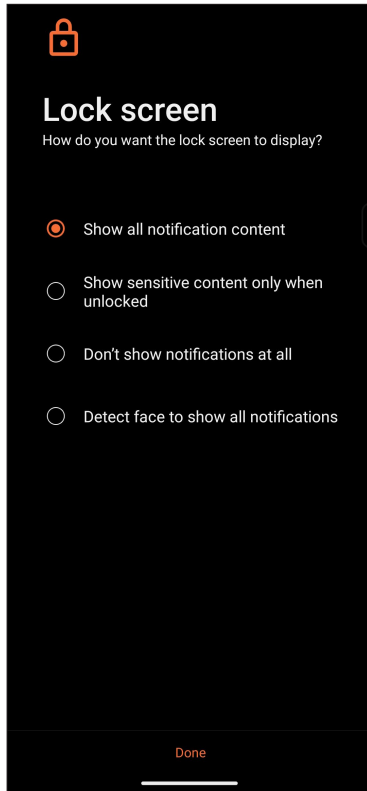 Lock screen
How do you want the lock screen to display?
Show all notification content
Show sensitive content only when
unlocked
Don't show notifications at all
Detect face to show all notifications
Done